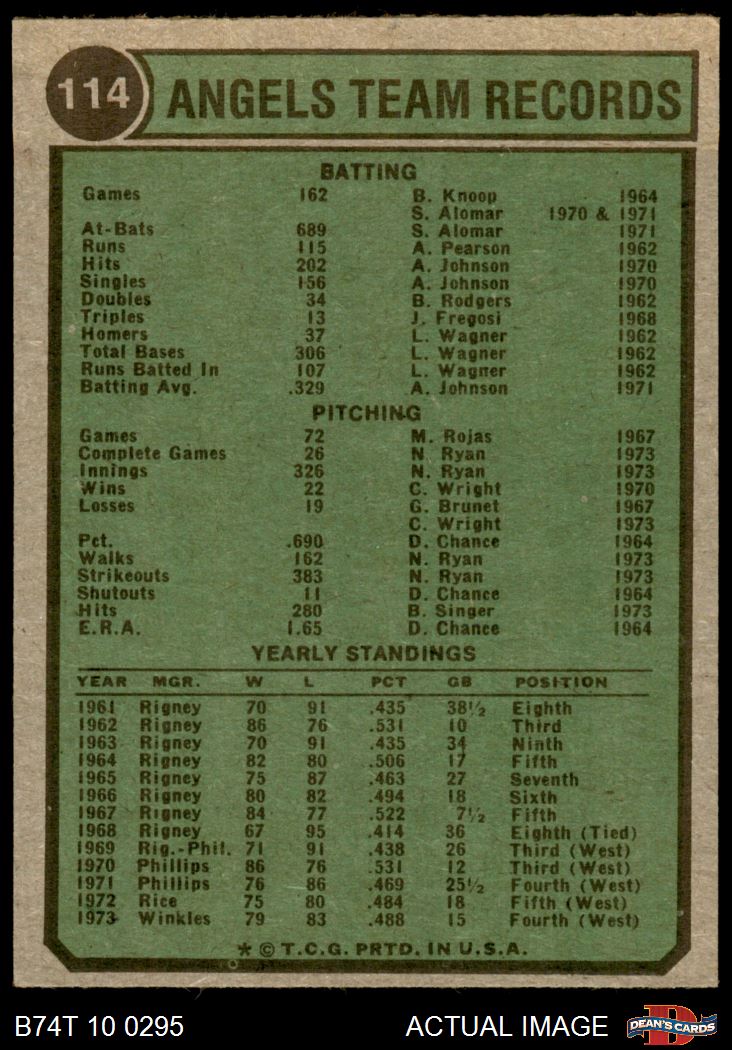 114 ANGELS TEAM RECORDS
BATTING
Games 162 B. Knoop 1964
S. Alomar 1970 & 1971
At-Bats 689 S. Alomar 1971
Runs 115 A. Pearson 1962
Hits 202 A. Johnson 1970
Singles 156 A. Johnson 1970
Doubles 34 B. Rodgers 1962
Triples 13 J. Fregosi 1968
Homers 37 L. Wagner 1962
Total Bases 306 L. Wagner 1962
Runs Batted In 107 L. Wagner 1962
Batting Avg. .329 A. Johnson 1971
PITCHING
Games 72 M. Rojas 1967
Complete Games 26 N. Ryan 1973
Innings 326 N. Ryan 1973
Wins 22 C. Wright 1970
Losses 19 G. Brunet 1967
C. Wright 1973
Pct. .690 D. Chance 1964
Walks 162 N. Ryan 1973
Strikeouts 383 N. Ryan 1973
Shutouts 11 D. Chance 1964
Hits 280 B. Singer 1973
E.R.A. 1.65 D. Chance 1964
YEARLY STANDINGS
YEAR MGR. W L PCT GB POSITION
1961 Rigney 70 91 .435 38½ Eighth
1962 Rigney 86 76 .531 10 Third
1963 Rigney 70 91 .435 34 Ninth
1964 Rigney 82 80 .506 17 Fifth
1965 Rigney 75 87 .463 27 Seventh
1966 Rigney 80 82 .494 18 Sixth
1967 Rigney 84 77 .522 7½ Fifth
1968 Rigney 67 95 .414 36 Eighth (Tied)
1969 Rig.-Phil. 71 91 .438 26 Third (West)
1970 Phillips 86 76 .531 12 Third (West)
1971 Phillips 76 86 .469 25½ Fourth (West)
1972 Rice 75 80 .484 18 Fifth (West)
1973 Winkles 79 83 .488 15 Fourth (West)
* © T.C.G. PRTD. IN U.S.A.
B74T 10 0295 ACTUAL IMAGE D DEAN'S CARDS